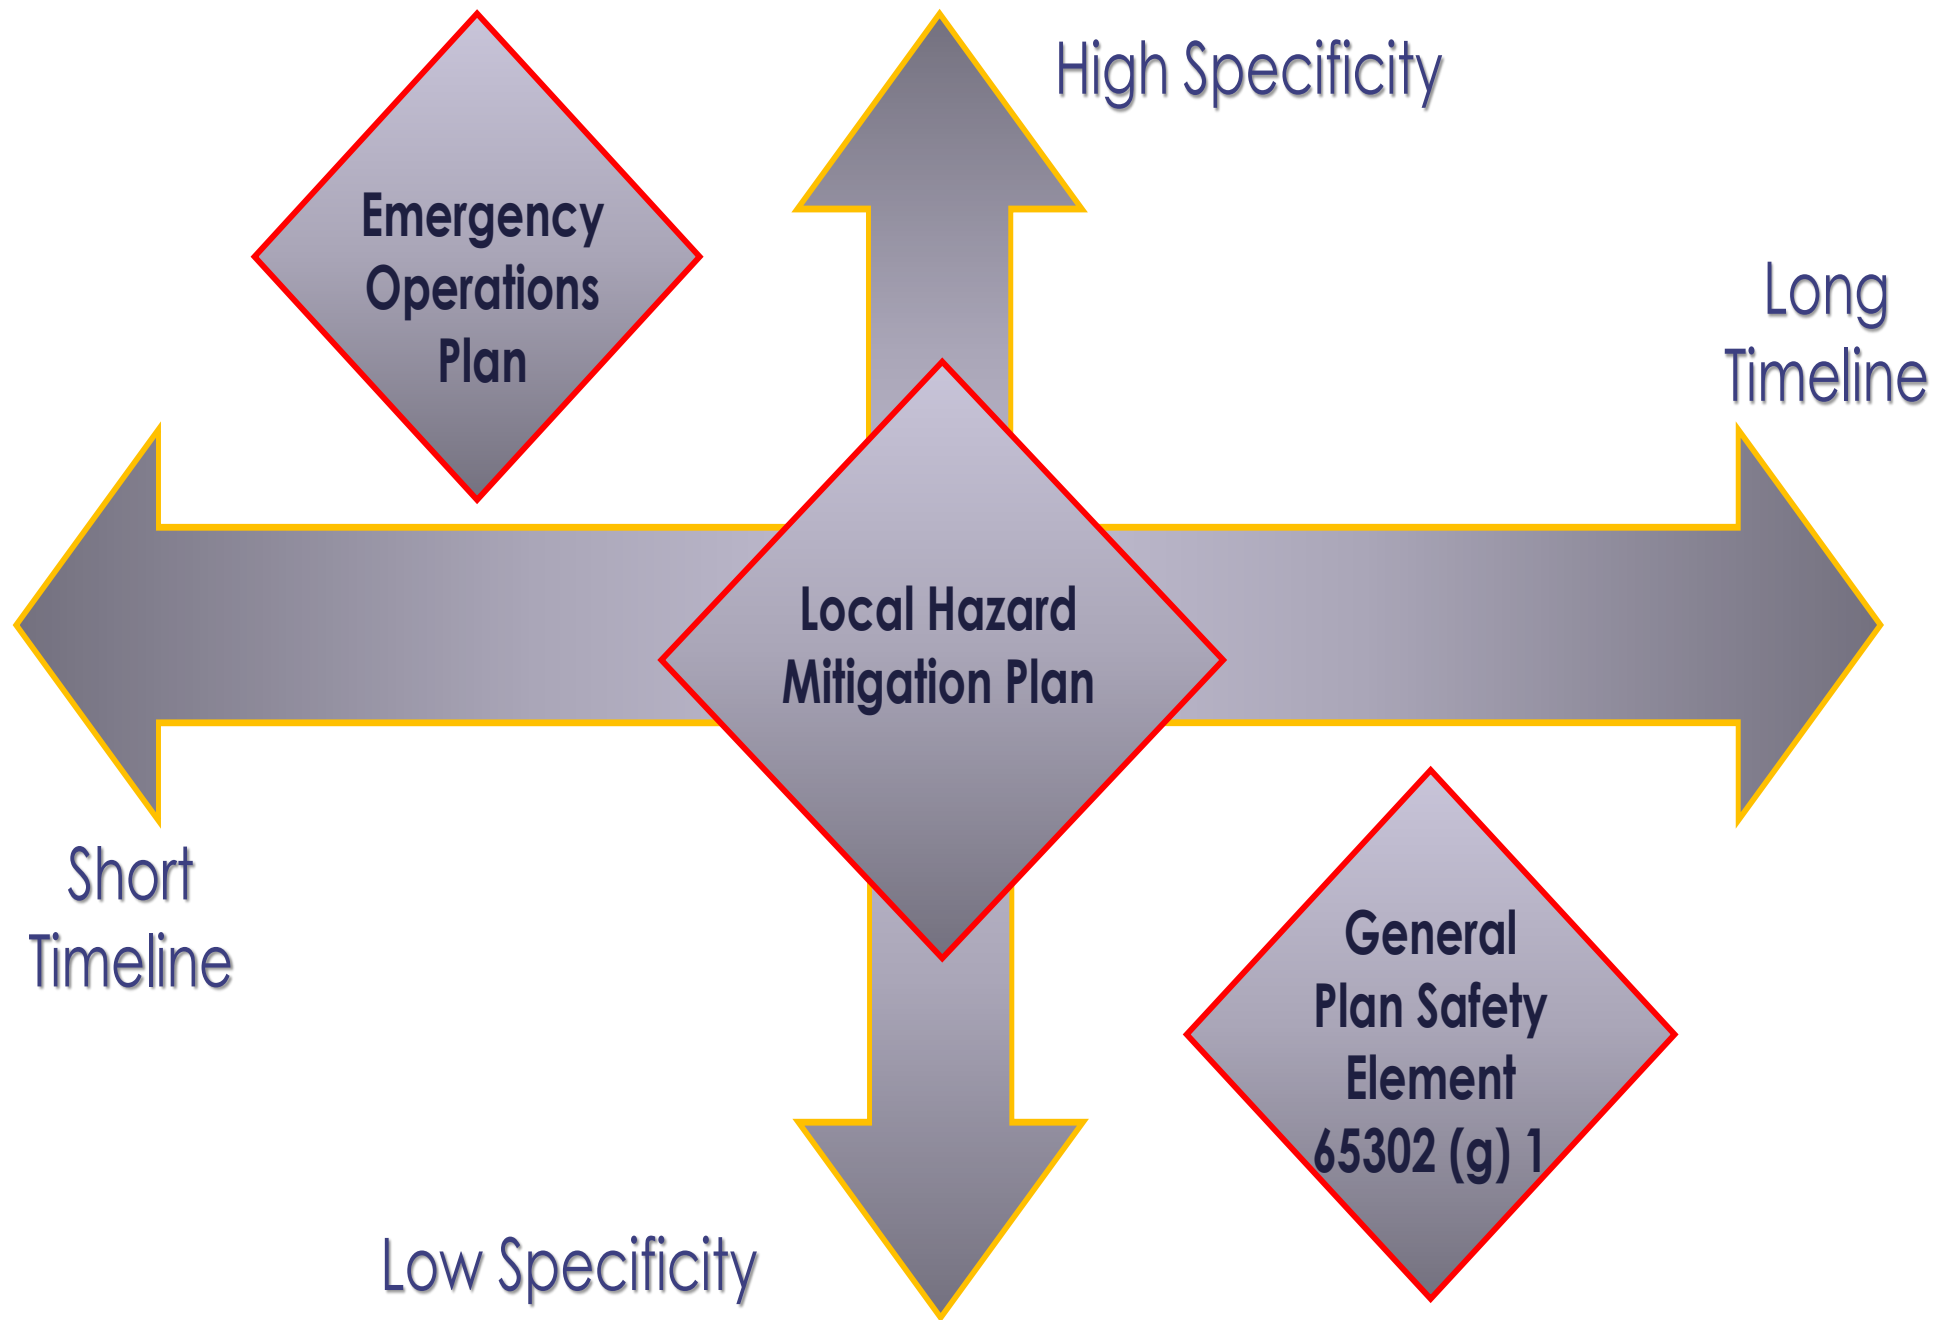 High Specificity
Emergency
Operations
Plan
Long
Timeline
Local Hazard
Mitigation Plan
Short
Timeline
General
Plan Safety
Element
65302 (g) 1
Low Specificity